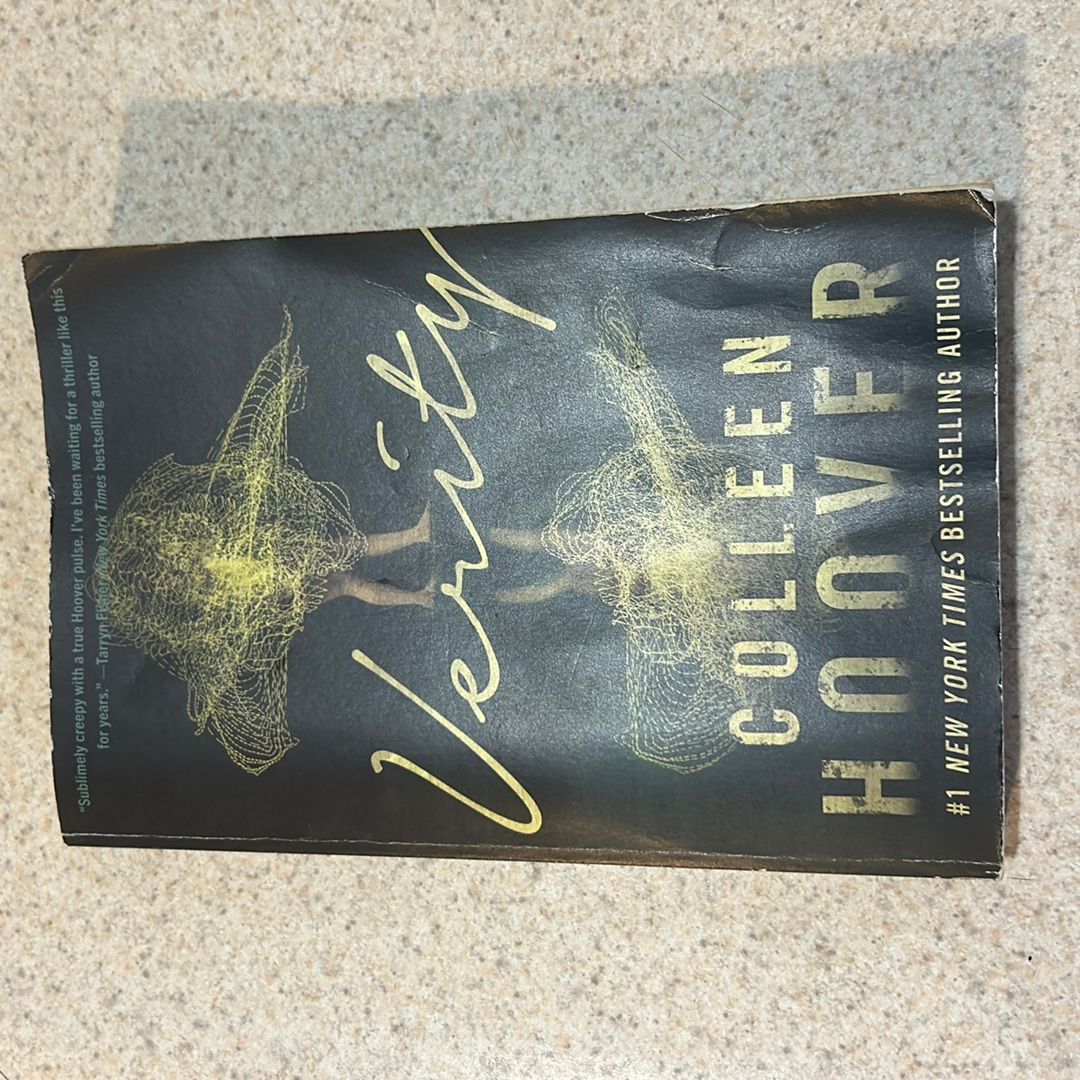 “Sublimely creepy with a true Hoover pulse. I’ve been waiting for a thriller like this
for years.” —Tarryn Fisher, New York Times bestselling author
Verity
COLLEEN
HOOVER
#1 NEW YORK TIMES BESTSELLING AUTHOR